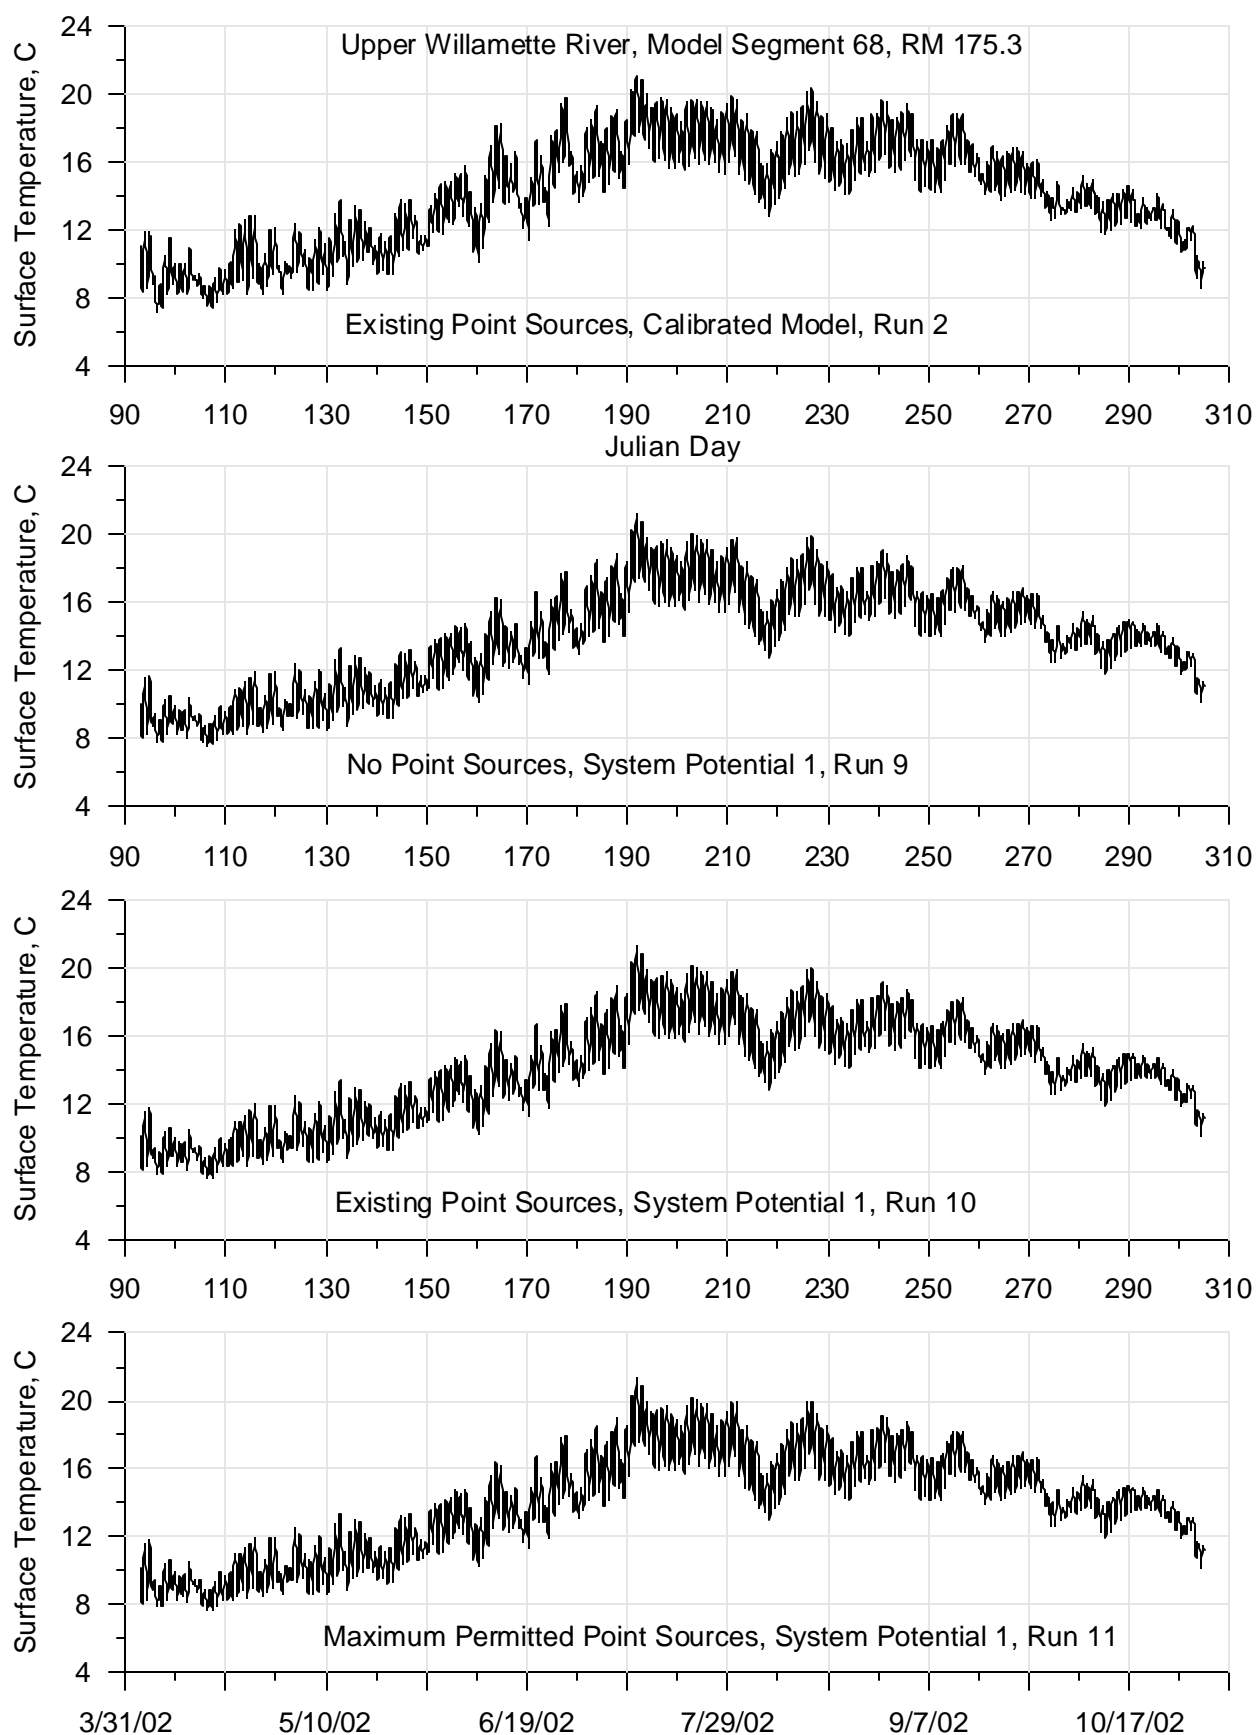 24
Upper Willamette River, Model Segment 68, RM 175.3
20
16
12
8
4
Surface Temperature, C
Existing Point Sources, Calibrated Model, Run 2
90 110 130 150 170 190 210 230 250 270 290 310
Julian Day
24
20
16
12
8
4
Surface Temperature, C
No Point Sources, System Potential 1, Run 9
90 110 130 150 170 190 210 230 250 270 290 310
24
20
16
12
8
4
Surface Temperature, C
Existing Point Sources, System Potential 1, Run 10
90 110 130 150 170 190 210 230 250 270 290 310
24
20
16
12
8
4
Surface Temperature, C
Maximum Permitted Point Sources, System Potential 1, Run 11
3/31/02 5/10/02 6/19/02 7/29/02 9/7/02 10/17/02